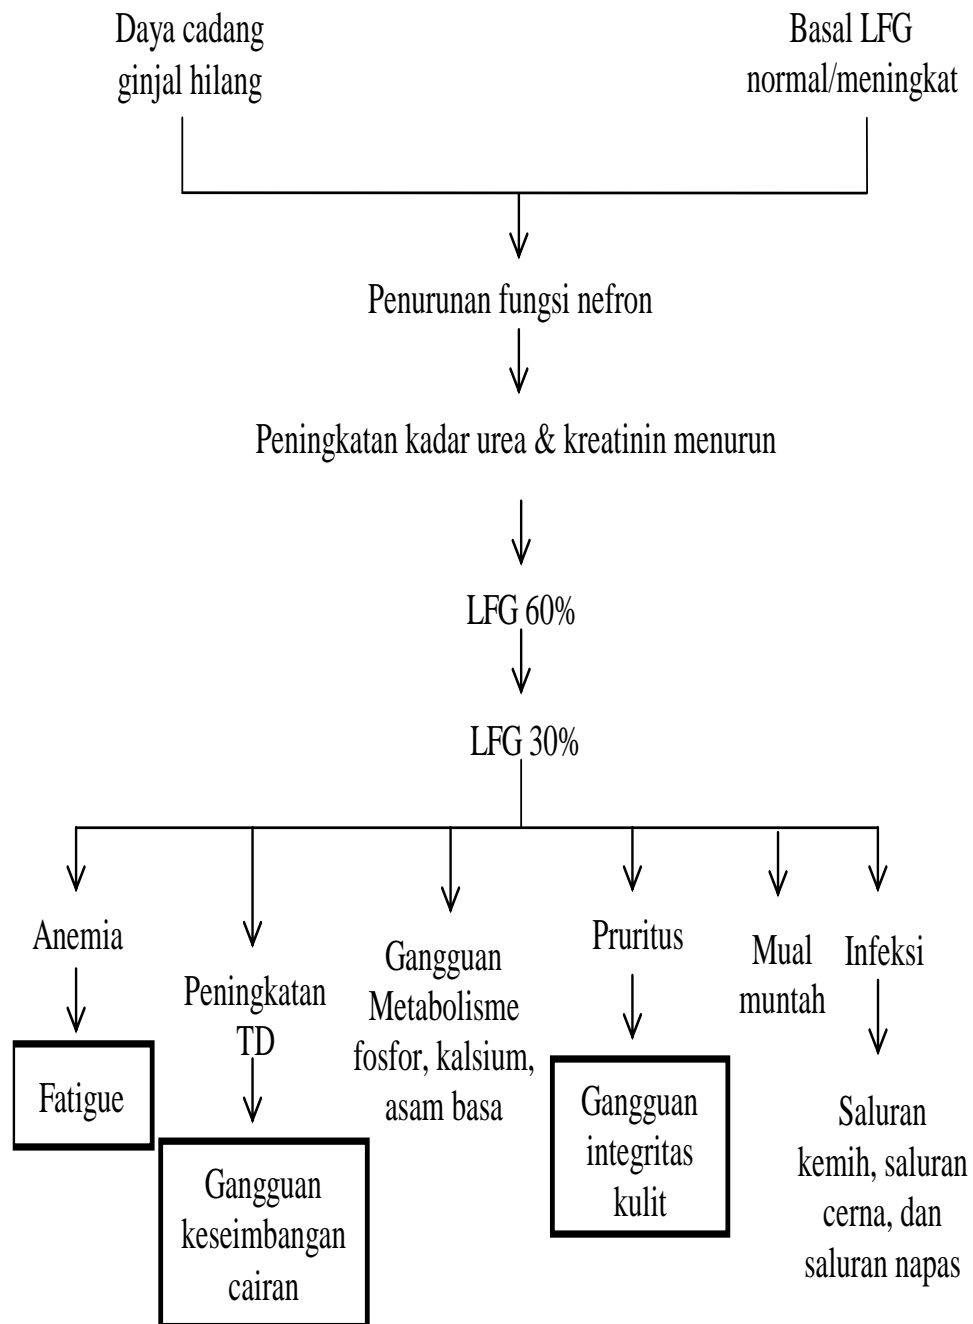 Daya cadang
ginjal hilang
Basal LFG
normal/meningkat
Penurunan fungsi nefron
Peningkatan kadar urea & kreatinin menurun
LFG 60%
LFG 30%
Anemia
Fatigue
Peningkatan
TD
Gangguan
keseimbangan
cairan
Gangguan
Metabolisme
fosfor, kalsium,
asam basa
Pruritus
Gangguan
integritas
kulit
Mual
muntah
Infeksi
Saluran
kemih, saluran
cerna, dan
saluran napas